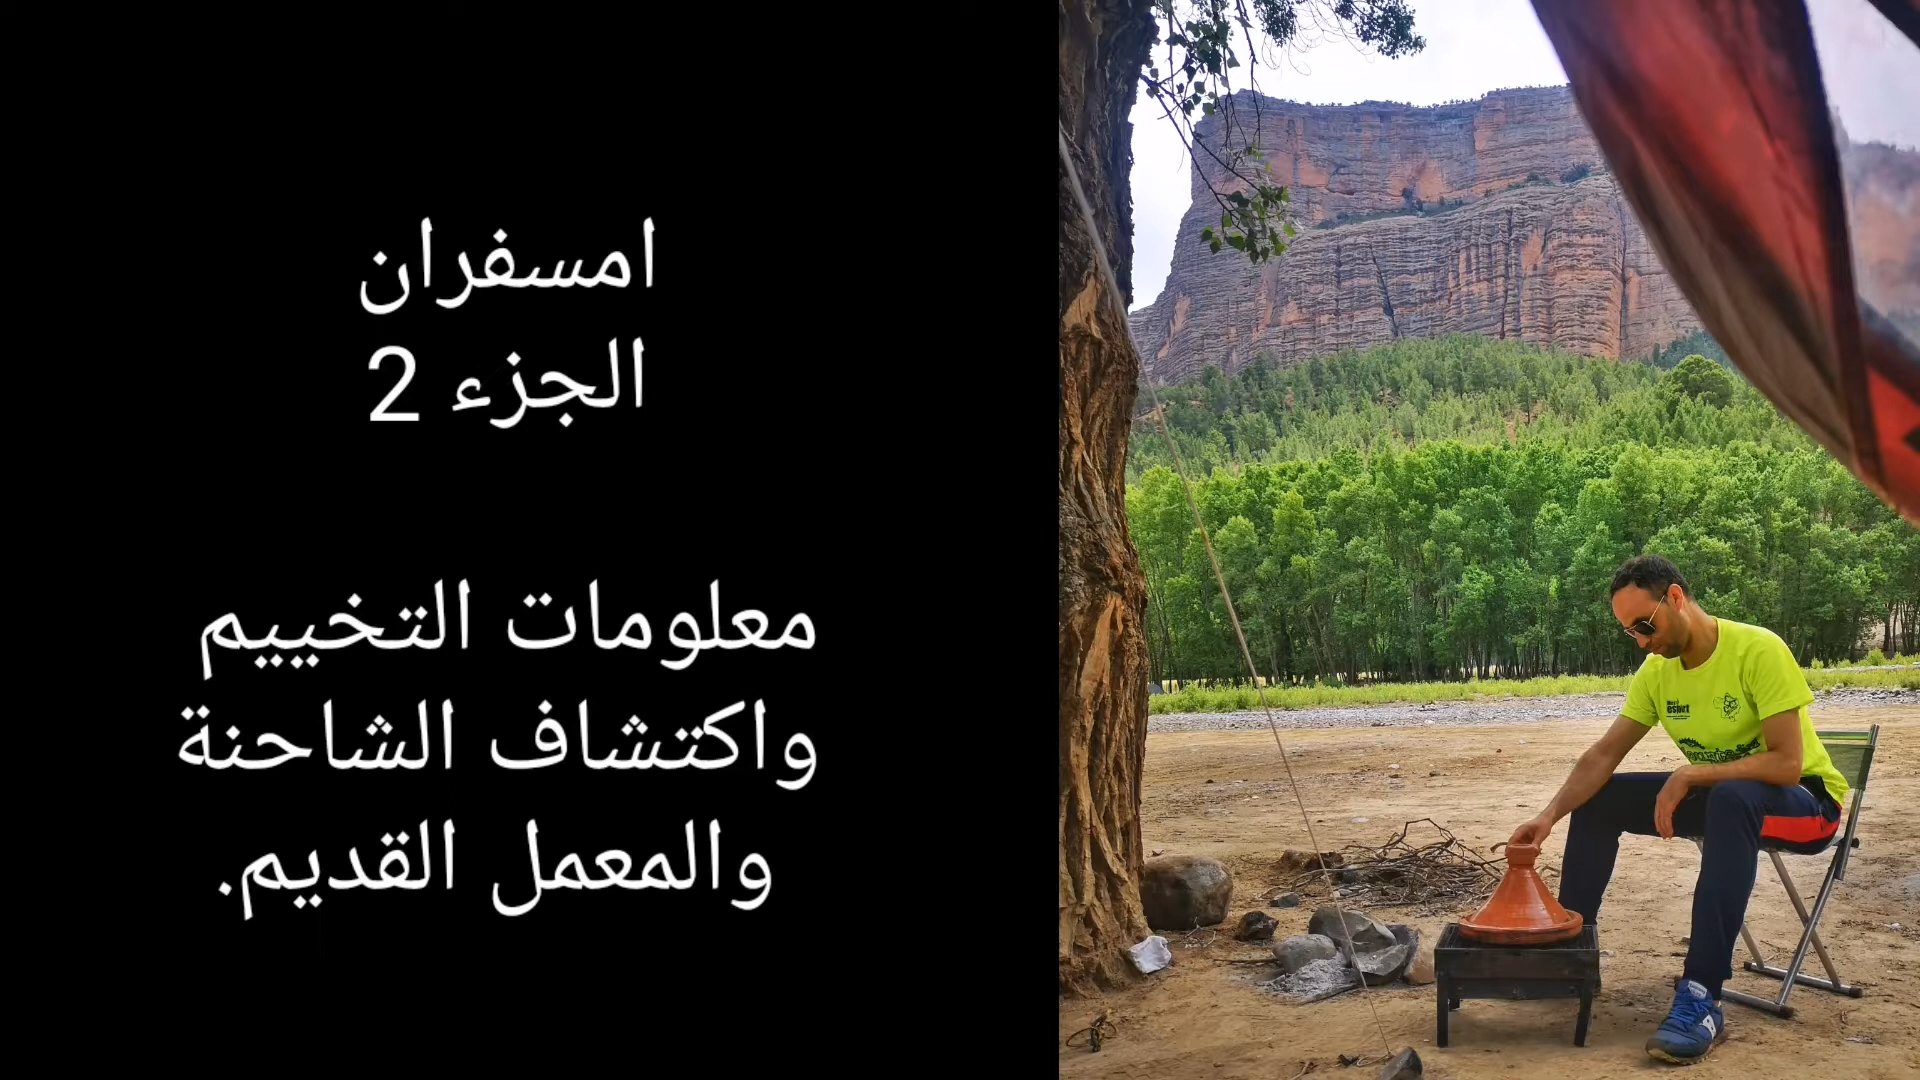 امسفران
الجزء 2
معلومات التخييم
واكتشاف الشاحنة
والمعمل القديم.